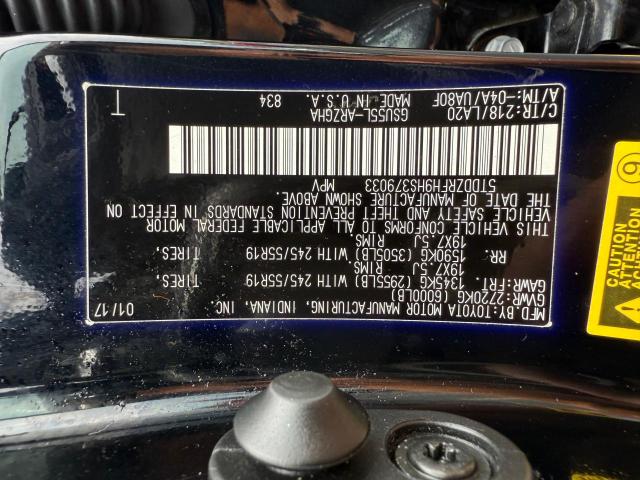 MFD.BY:TOYOTA MOTOR MANUFACTURING, INDIANA, INC. 01/17
GVWR:2720KG(6000LB)
GAWR:FRT. 1345KG (2955LB) WITH 245/55R19 TIRES,
19X7.5J RIMS
RR. 1590KG (3505LB) WITH 245/55R19 TIRES,
19X7.5J RIMS
THIS VEHICLE CONFORMS TO ALL APPLICABLE FEDERAL MOTOR
VEHICLE SAFETY AND THEFT PREVENTION STANDARDS IN EFFECT ON
THE DATE OF MANUFACTURE SHOWN ABOVE.
5TDDZRFH9HS379033 MPV
C/TR:218/LA20 GSU55L-ARZGHA 834 T
A/TM:-04A/UA80F MADE IN U.S.A.